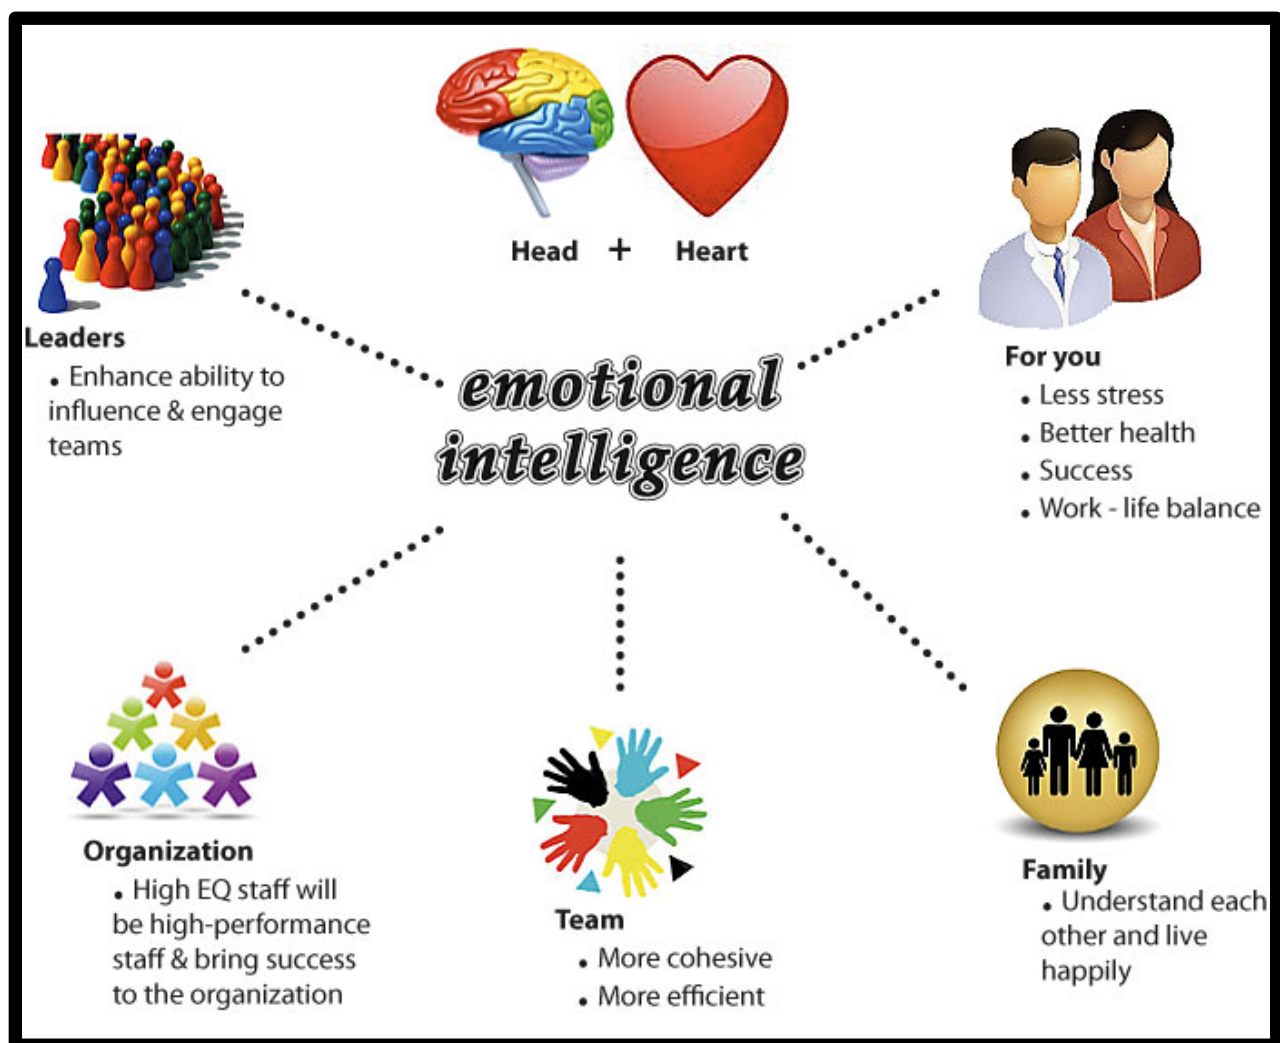 Head + Heart
emotional
intelligence
Leaders
• Enhance ability to
influence & engage
teams
For you
• Less stress
• Better health
• Success
• Work - life balance
Organization
• High EQ staff will
be high-performance
staff & bring success
to the organization
Team
• More cohesive
• More efficient
Family
• Understand each
other and live
happily